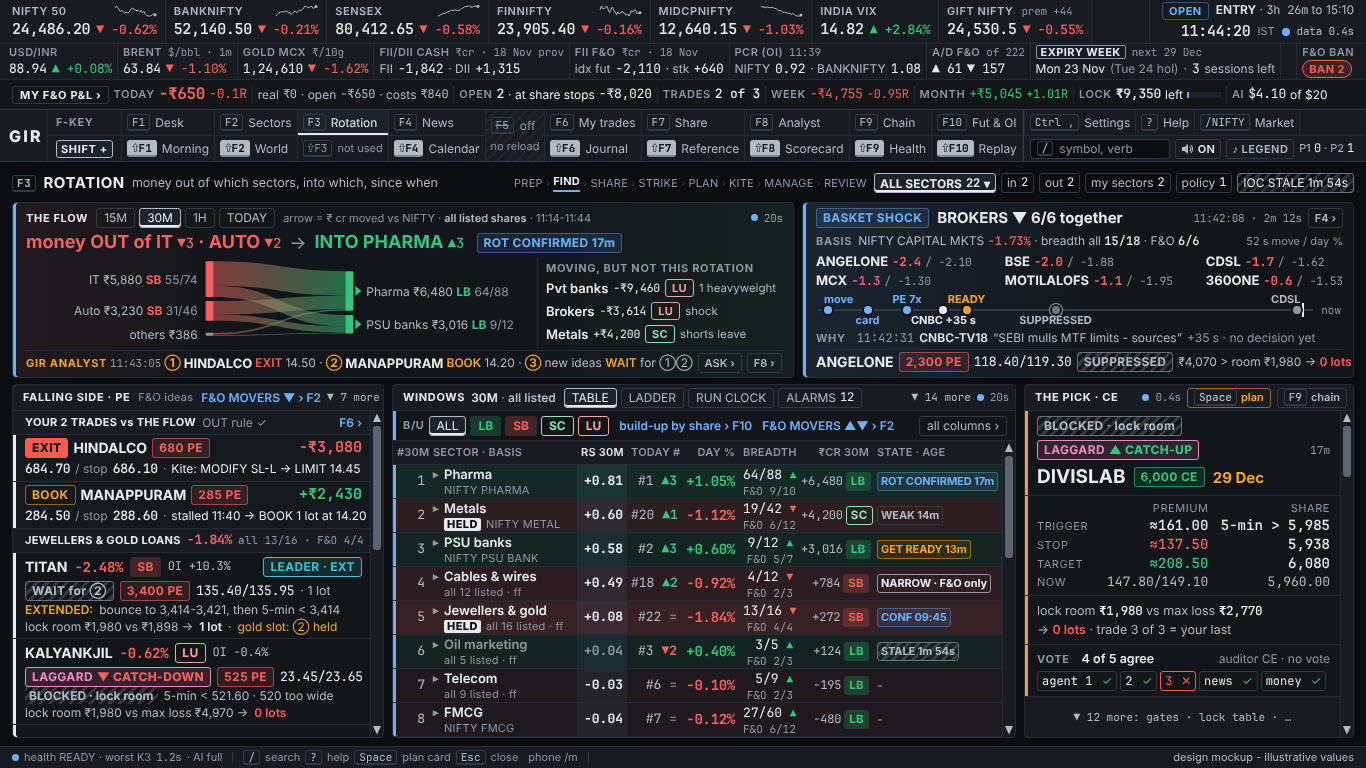 NIFTY 50 BANKNIFTY SENSEX FINNIFTY MIDCPNIFTY INDIA VIX GIFT NIFTY prem +44 OPEN ENTRY · 3h 26m to 15:10
24,486.20 ▼ -0.62% 52,140.50 ▼ -0.21% 80,412.65 ▼ -0.58% 23,905.40 ▼ -0.16% 12,640.15 ▼ -1.03% 14.82 ▲ +2.84% 24,530.5 ▼ -0.55% 11:44:20 IST ● data 0.4s
USD/INR BRENT $/bbl · 1m GOLD MCX ₹/10g FII/DII CASH ₹cr · 18 Nov prov FII F&O ₹cr · 18 Nov PCR (OI) 11:39 A/D F&O of 222 EXPIRY WEEK next 29 Dec F&O BAN
88.94 ▲ +0.08% 63.84 ▼ -1.10% 1,24,610 ▼ -1.62% FII -1,842 · DII +1,315 idx fut -2,110 · stk +640 NIFTY 0.92 · BANKNIFTY 1.08 ▲ 61 ▼ 157 Mon 23 Nov (Tue 24 hol) · 3 sessions left BAN 2
MY F&O P&L › TODAY -₹650 -0.1R real ₹0 · open -₹650 · costs ₹840 OPEN 2 · at share stops -₹8,020 TRADES 2 of 3 WEEK -₹4,755 -0.95R MONTH +₹5,045 +1.01R LOCK ₹9,350 left AI $4.10 of $20
GIR F-KEY F1 Desk F2 Sectors F3 Rotation F4 News F5 off F6 My trades F7 Share F8 Analyst F9 Chain F10 Fut & OI Ctrl , Settings ? Help /NIFTY Market
SHIFT + ⇧F1 Morning ⇧F2 World ⇧F3 not used ⇧F4 Calendar no reload ⇧F6 Journal ⇧F7 Reference ⇧F8 Scorecard ⇧F9 Health ⇧F10 Replay / symbol, verb ON ♪ LEGEND P1 0 · P2 1
F3 ROTATION money out of which sectors, into which, since when PREP › FIND › SHARE › STRIKE › PLAN › KITE › MANAGE › REVIEW ALL SECTORS 22 ▾ in 2 out 2 my sectors 2 policy 1 IOC STALE 1m 54s
THE FLOW 15M 30M 1H TODAY arrow = ₹ cr moved vs NIFTY · all listed shares · 11:14-11:44 ● 20s
money OUT of IT ▼3 · AUTO ▼2 → INTO PHARMA ▲3 ROT CONFIRMED 17m
IT ₹5,880 SB 55/74
Auto ₹3,230 SB 31/46
others ₹386
Pharma ₹6,480 LB 64/88
PSU banks ₹3,016 LB 9/12
MOVING, BUT NOT THIS ROTATION
Pvt banks -₹9,460 LU 1 heavyweight
Brokers -₹3,614 LU shock
Metals +₹4,200 SC shorts leave
GIR ANALYST 11:43:05 ① HINDALCO EXIT 14.50 · ② MANAPPURAM BOOK 14.20 · ③ new ideas WAIT for ①② ASK › F8 ›
BASKET SHOCK BROKERS ▼ 6/6 together 11:42:08 · 2m 12s F4 ›
BASIS NIFTY CAPITAL MKTS -1.73% · breadth all 15/18 · F&O 6/6 52 s move / day %
ANGELONE -2.4 / -2.10 BSE -2.0 / -1.88 CDSL -1.7 / -1.62
MCX -1.3 / -1.30 MOTILALOFS -1.1 / -1.95 360ONE -0.6 / -1.53
move PE 7x READY CDSL
now
card CNBC +35 s SUPPRESSED
WHY 11:42:31 CNBC-TV18 “SEBI mulls MTF limits - sources” +35 s · no decision yet
ANGELONE 2,300 PE 118.40/119.30 SUPPRESSED ₹4,070 > room ₹1,980 → 0 lots
FALLING SIDE · PE F&O ideas F&O MOVERS ▼ › F2 ▼ 7 more
YOUR 2 TRADES vs THE FLOW OUT rule ✓ F6 ›
EXIT HINDALCO 680 PE -₹3,080
684.70 / stop 686.10 · Kite: MODIFY SL-L → LIMIT 14.45
BOOK MANAPPURAM 285 PE +₹2,430
284.50 / stop 288.60 · stalled 11:40 → BOOK 1 lot at 14.20
JEWELLERS & GOLD LOANS -1.84% all 13/16 · F&O 4/4
TITAN -2.48% SB OI +10.3% LEADER · EXT
WAIT for ② 3,400 PE 135.40/135.95 · 1 lot
EXTENDED: bounce to 3,414-3,421, then 5-min < 3,414
lock room ₹1,980 vs ₹1,898 → 1 lot · gold slot: ② held
KALYANKJIL -0.62% LU OI -0.4%
LAGGARD ▼ CATCH-DOWN 525 PE 23.45/23.65
BLOCKED · lock room 5-min < 521.60 · 520 too wide
lock room ₹1,980 vs max loss ₹4,970 → 0 lots
WINDOWS 30M · all listed TABLE LADDER RUN CLOCK ALARMS 12 ▼ 14 more ● 20s
B/U ALL LB SB SC LU build-up by share › F10 F&O MOVERS ▲▼ › F2 all columns ›
#30M SECTOR · BASIS RS 30M TODAY # DAY % BREADTH ₹CR 30M STATE · AGE
1 ▸ Pharma +0.81 #1 ▲3 +1.05% 64/88 ▲ +6,480 LB ROT CONFIRMED 17m
NIFTY PHARMA F&O 9/10
2 ▸ Metals +0.60 #20 ▲1 -1.12% 19/42 ▼ +4,200 SC WEAK 14m
HELD NIFTY METAL F&O 6/12
3 ▸ PSU banks +0.58 #2 ▲3 +0.60% 9/12 ▲ +3,016 LB GET READY 13m
NIFTY PSU BANK F&O 5/7
4 ▸ Cables & wires +0.49 #18 ▲2 -0.92% 4/12 ▼ +784 SB NARROW · F&O only
all 12 listed · ff F&O 2/3
5 ▸ Jewellers & gold +0.08 #22 = -1.84% 13/16 ▼ +272 SB CONF 09:45
HELD all 16 listed · ff F&O 4/4
6 ▸ Oil marketing +0.04 #3 ▼2 +0.40% 3/5 ▲ +124 LB STALE 1m 54s
all 5 listed · ff F&O 2/3
7 ▸ Telecom -0.03 #6 = -0.10% 5/9 ▲ -195 LB -
all 9 listed · ff F&O 2/3
8 ▸ FMCG -0.04 #7 = -0.12% 27/60 ▲ -480 LB -
NIFTY FMCG F&O 6/12
THE PICK · CE ● 0.4s Space plan F9 chain
BLOCKED · lock room
LAGGARD ▲ CATCH-UP 17m
DIVISLAB 6,000 CE 29 Dec
PREMIUM SHARE
TRIGGER ≈161.00 5-min > 5,985
STOP ≈137.50 5,938
TARGET ≈208.50 6,080
NOW 147.80/149.10 5,960.00
lock room ₹1,980 vs max loss ₹2,770
→ 0 lots · trade 3 of 3 = your last
VOTE 4 of 5 agree auditor CE · no vote
agent 1 ✓ 2 ✓ 3 ✕ news ✓ money ✓
▼ 12 more: gates · lock table · …
● health READY · worst K3 1.2s · AI full / search ? help Space plan card Esc close phone /m design mockup - illustrative values